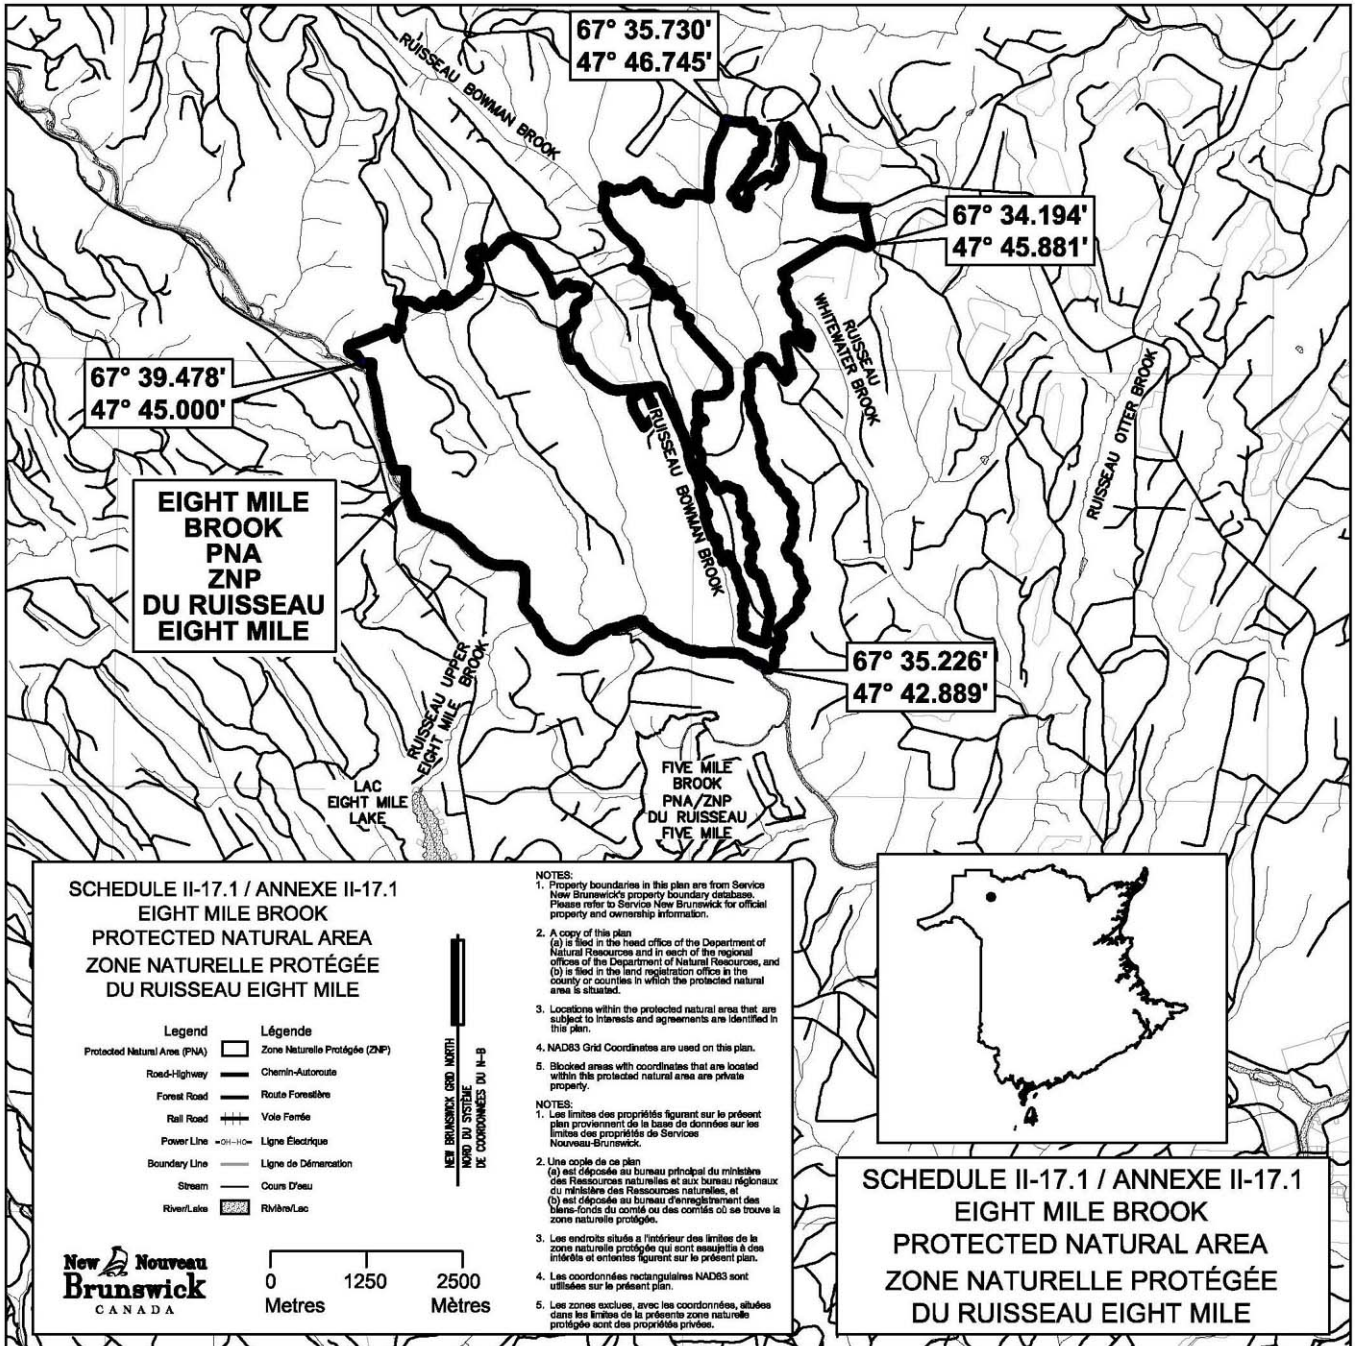 67° 35.730'
47° 46.745'
RUISSEAU BOWMAN BROOK
67° 34.194'
47° 45.881'
RUISSEAU
WHITEWATER BROOK
67° 39.478'
47° 45.000'
RUISSEAU OTTER BROOK
RUISSEAU BOWMAN BROOK
EIGHT MILE
BROOK
PNA
ZNP
DU RUISSEAU
EIGHT MILE
67° 35.226'
47° 42.889'
RUISSEAU UPPER
EIGHT MILE BROOK
LAC
EIGHT MILE
LAKE
FIVE MILE
BROOK
PNA/ZNP
DU RUISSEAU
FIVE MILE
SCHEDULE II-17.1 / ANNEXE II-17.1
EIGHT MILE BROOK
PROTECTED NATURAL AREA
ZONE NATURELLE PROTÉGÉE
DU RUISSEAU EIGHT MILE
Legend Légende
Protected Natural Area (PNA) Zone Naturelle Protégée (ZNP)
Road-Highway Chemin-Autoroute
Forest Road Route Forestière
Rail Road Voie Ferrée
Power Line -OH-HO- Ligne Électrique
Boundary Line Ligne de Démarcation
Stream Cours D'eau
River/Lake Rivière/Lac
NEW BRUNSWICK GRID NORTH
NORD DU SYSTÈME
DE COORDONNÉES DU N-B
New Nouveau
Brunswick
CANADA
0 1250 2500
Metres Mètres
NOTES:
1. Property boundaries in this plan are from Service
New Brunswick's property boundary database.
Please refer to Service New Brunswick for official
property and ownership information.
2. A copy of this plan
(a) is filed in the head office of the Department of
Natural Resources and in each of the regional
offices of the Department of Natural Resources, and
(b) is filed in the land registration office in the
county or counties in which the protected natural
area is situated.
3. Locations within the protected natural area that are
subject to interests and agreements are identified in
this plan.
4. NAD83 Grid Coordinates are used on this plan.
5. Blocked areas with coordinates that are located
within this protected natural area are private
property.
NOTES:
1. Les limites des propriétés figurant sur le présent
plan proviennent de la base de données sur les
limites des propriétés de Services
Nouveau-Brunswick.
2. Une copie de ce plan
(a) est déposée au bureau principal du ministère
des Ressources naturelles et aux bureau régionaux
du ministère des Ressources naturelles, et
(b) est déposée au bureau d'enregistrement des
biens-fonds du comté ou des comtés où se trouve la
zone naturelle protégée.
3. Les endroits situés a l'intérieur des limites de la
zone naturelle protégée qui sont assujettis à des
intérêts et ententes figurent sur le présent plan.
4. Les coordonnées rectangulaires NAD83 sont
utilisées sur le présent plan.
5. Les zones exclues, avec les coordonnées, situées
dans les limites de la présente zone naturelle
protégée sont des propriétés privées.
SCHEDULE II-17.1 / ANNEXE II-17.1
EIGHT MILE BROOK
PROTECTED NATURAL AREA
ZONE NATURELLE PROTÉGÉE
DU RUISSEAU EIGHT MILE